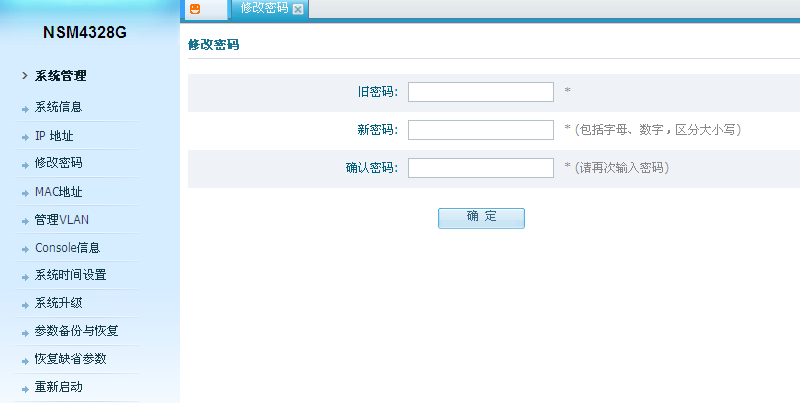 NSM4328G
系统管理
系统信息
IP 地址
修改密码
MAC地址
管理VLAN
Console信息
系统时间设置
系统升级
参数备份与恢复
恢复缺省参数
重新启动
修改密码
修改密码
旧密码: *
新密码: * (包括字母、数字，区分大小写)
确认密码: * (请再次输入密码)
确 定